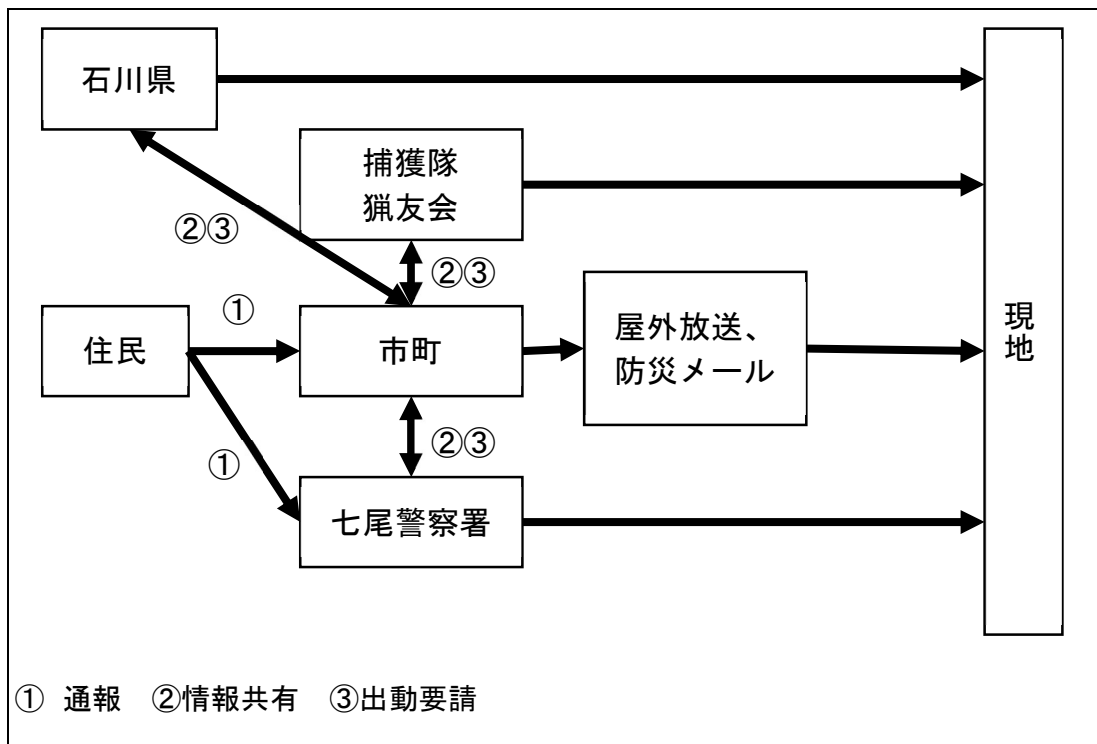 石川県
捕獲隊
猟友会
②③
②③
①
住民
市町
屋外放送、
防災メール
現地
②③
①
七尾警察署
① 通報 ②情報共有 ③出動要請